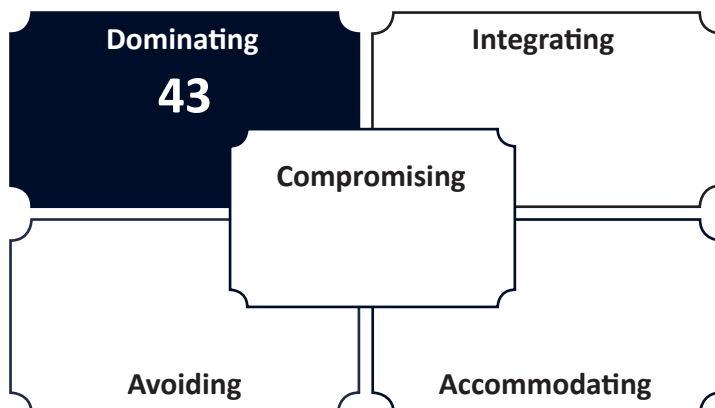 Dominating
43
Integrating
Compromising
Avoiding
Accommodating